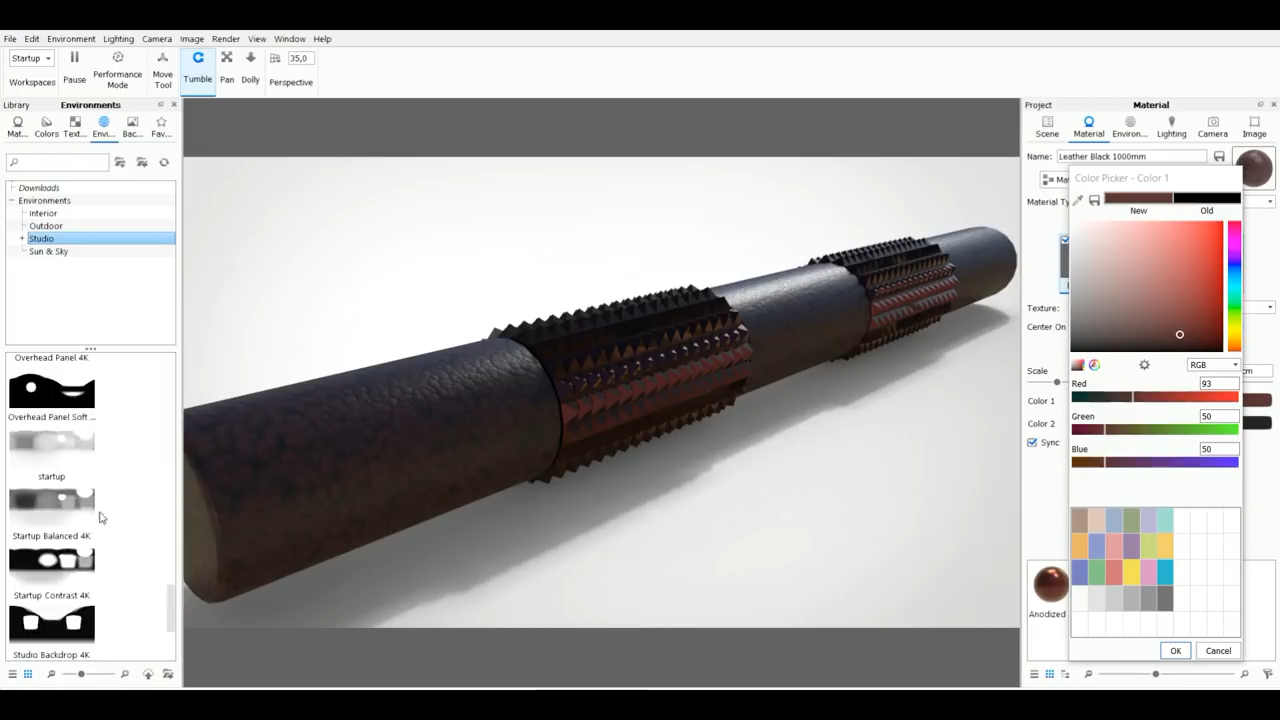 File Edit Environment Lighting Camera Image Render View Window Help
Startup
Workspaces
Pause
Performance
Mode
Move
Tool
Tumble
Pan
Dolly
35,0
Perspective
Library
Environments
Mat...
Colors
Text...
Envi...
Bac...
Fav...
Downloads
Environments
Interior
Outdoor
Studio
Sun & Sky
Overhead Panel 4K
Overhead Panel Soft ...
startup
Startup Balanced 4K
Startup Contrast 4K
Studio Backdrop 4K
Project
Material
Scene
Material
Environ...
Lighting
Camera
Image
Name: Leather Black 1000mm
Mat
Material Ty
Texture:
Center On
Scale
cm
Color 1
Color 2
Sync
Anodized
Color Picker - Color 1
New
Old
RGB
Red
93
Green
50
Blue
50
OK
Cancel